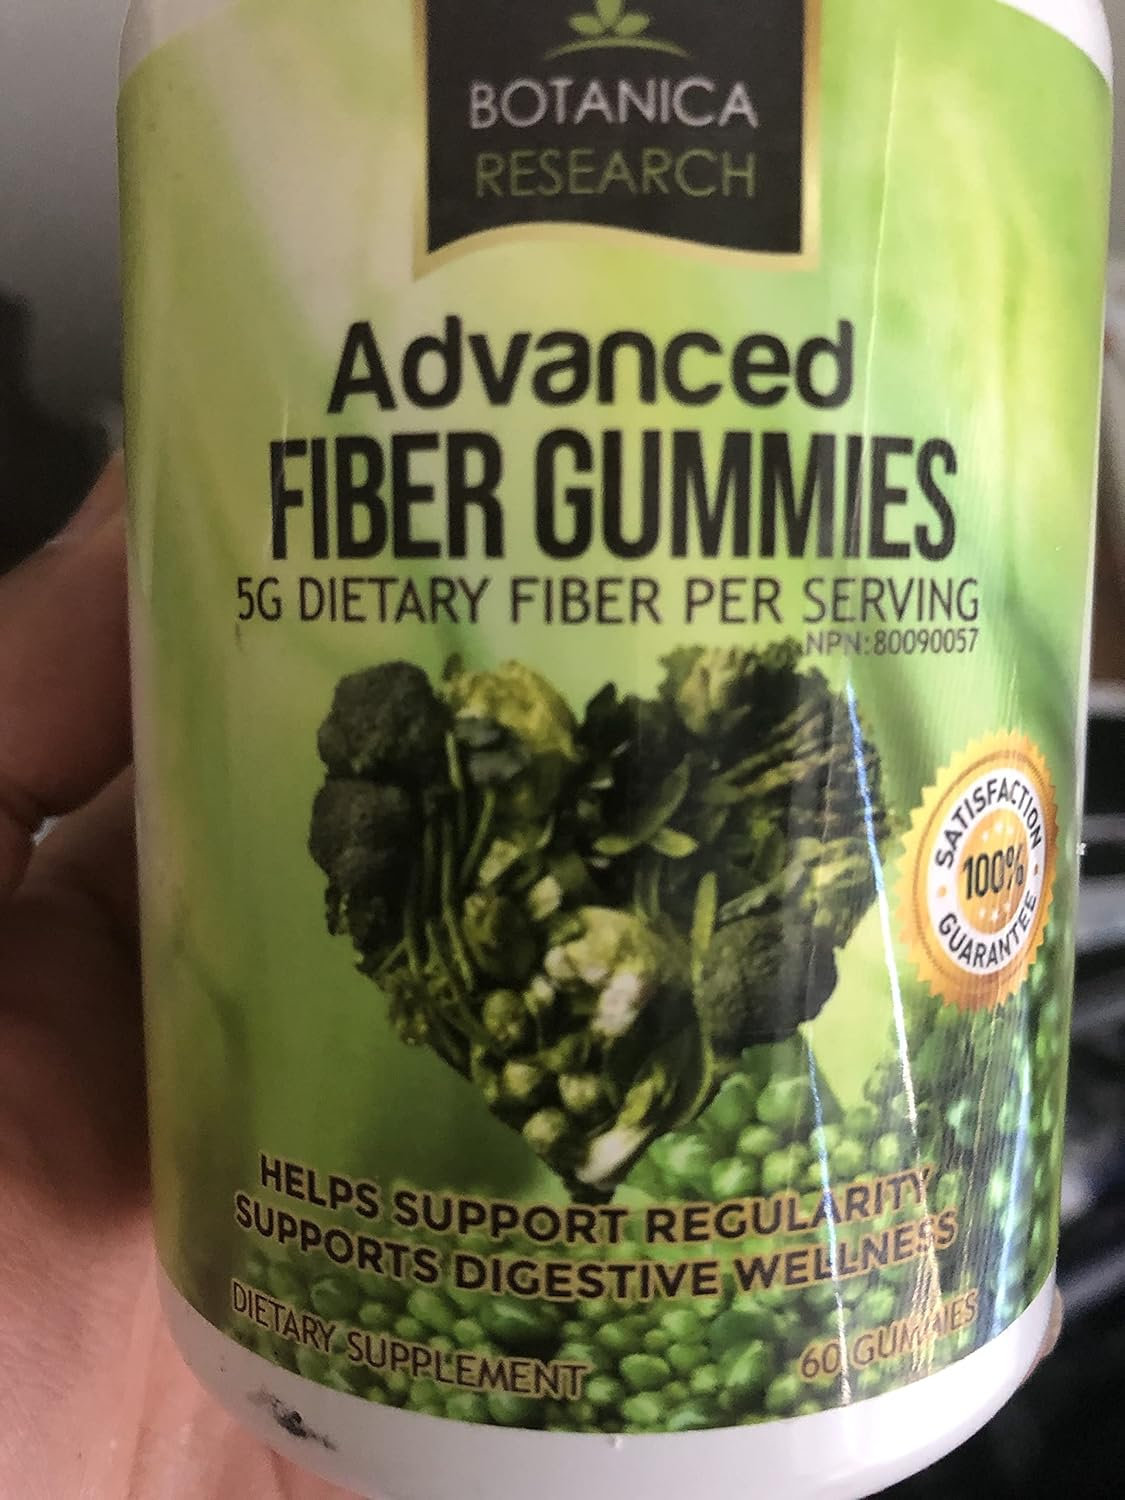 BOTANICA
RESEARCH
Advanced
FIBER GUMMIES
5G DIETARY FIBER PER SERVING
NPN:80090057
SATISFACTION
100%
GUARANTEE
HELPS SUPPORT REGULARITY
SUPPORTS DIGESTIVE WELLNESS
DIETARY SUPPLEMENT
60 GUMMIES